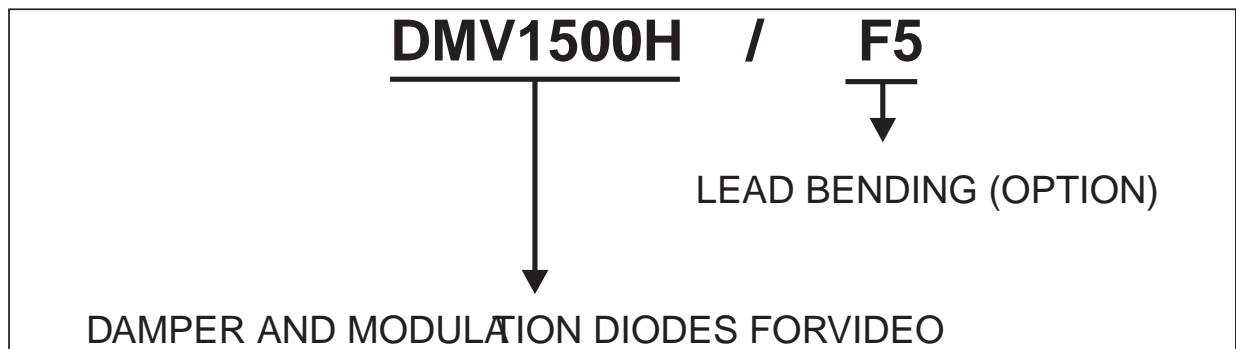 DMV1500H / F5
LEAD BENDING (OPTION)
DAMPER AND MODULATION DIODES FORVIDEO